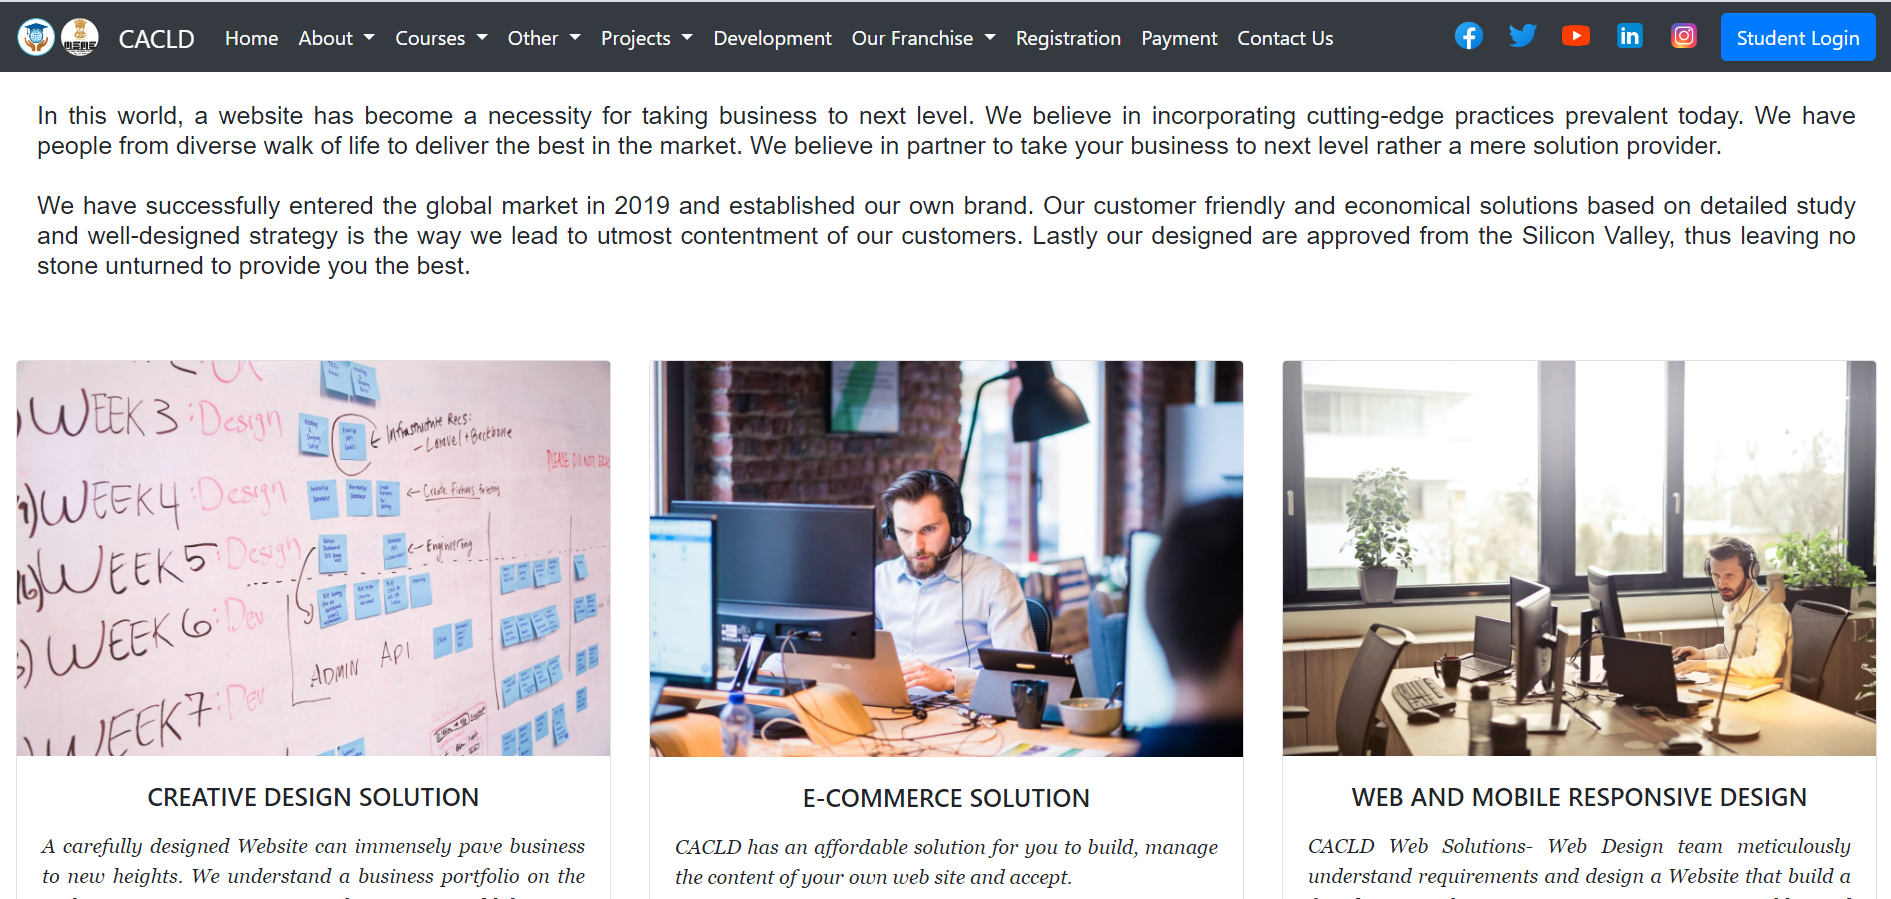 CACLD Home About Courses Other Projects Development Our Franchise Registration Payment Contact Us Student Login
In this world, a website has become a necessity for taking business to next level. We believe in incorporating cutting-edge practices prevalent today. We have
people from diverse walk of life to deliver the best in the market. We believe in partner to take your business to next level rather a mere solution provider.
We have successfully entered the global market in 2019 and established our own brand. Our customer friendly and economical solutions based on detailed study
and well-designed strategy is the way we lead to utmost contentment of our customers. Lastly our designed are approved from the Silicon Valley, thus leaving no
stone unturned to provide you the best.
WEEK 3 : Design
Infrastructure Recs:
- Laravel + Backbone
PLEASE DO NOT
WEEK 4 : Design
Create Fixtures for testing
WEEK 5 : Design
Engineering
WEEK 6 : Dev
ADMIN API
WEEK 7 : Dev
CREATIVE DESIGN SOLUTION
A carefully designed Website can immensely pave business
to new heights. We understand a business portfolio on the
E-COMMERCE SOLUTION
CACLD has an affordable solution for you to build, manage
the content of your own web site and accept.
WEB AND MOBILE RESPONSIVE DESIGN
CACLD Web Solutions- Web Design team meticulously
understand requirements and design a Website that build a